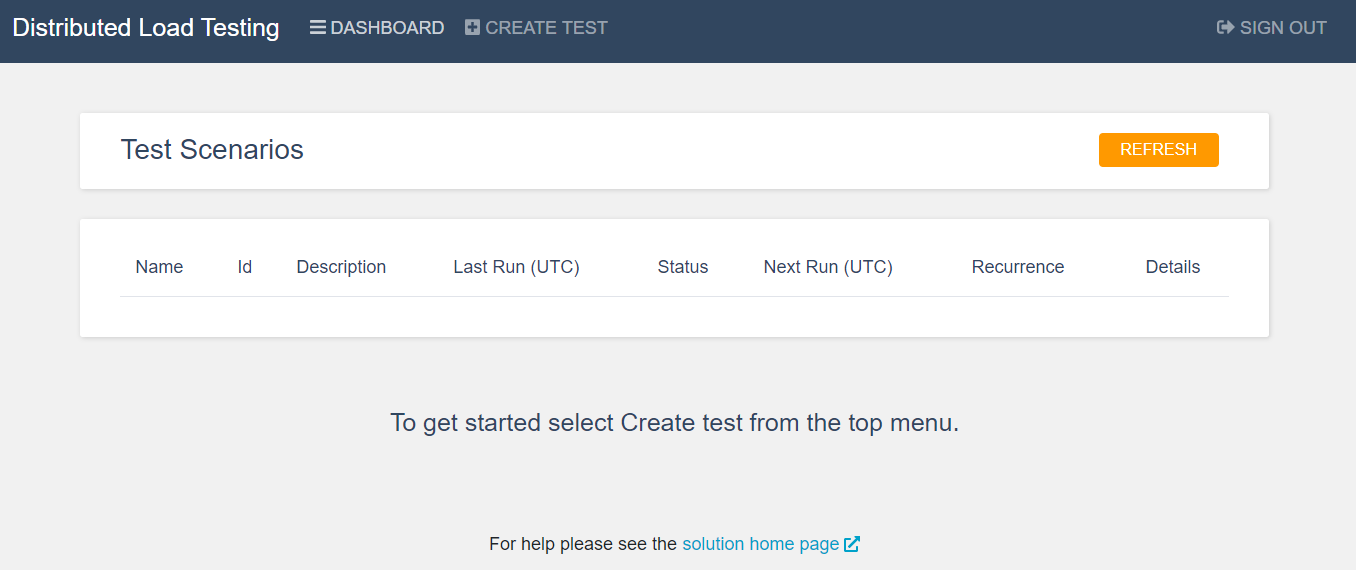 Distributed Load Testing DASHBOARD CREATE TEST SIGN OUT
Test Scenarios REFRESH
Name Id Description Last Run (UTC) Status Next Run (UTC) Recurrence Details
To get started select Create test from the top menu.
For help please see the solution home page